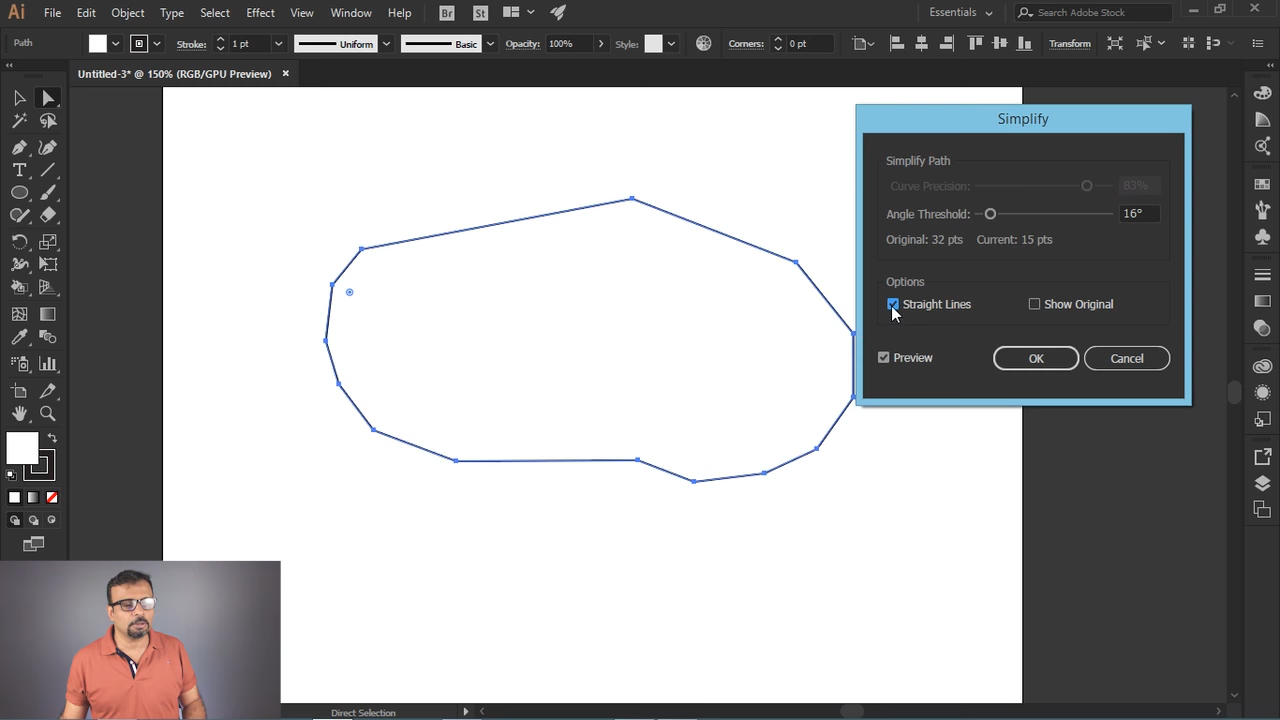 Ai File Edit Object Type Select Effect View Window Help Br St Essentials Search Adobe Stock
Path Stroke: 1 pt Uniform Basic Opacity: 100% Style: Corners: 0 pt Transform
Untitled-3* @ 150% (RGB/GPU Preview)
Simplify
Simplify Path
Curve Precision: 83%
Angle Threshold: 16°
Original: 32 pts Current: 15 pts
Options
Straight Lines Show Original
Preview OK Cancel
Direct Selection